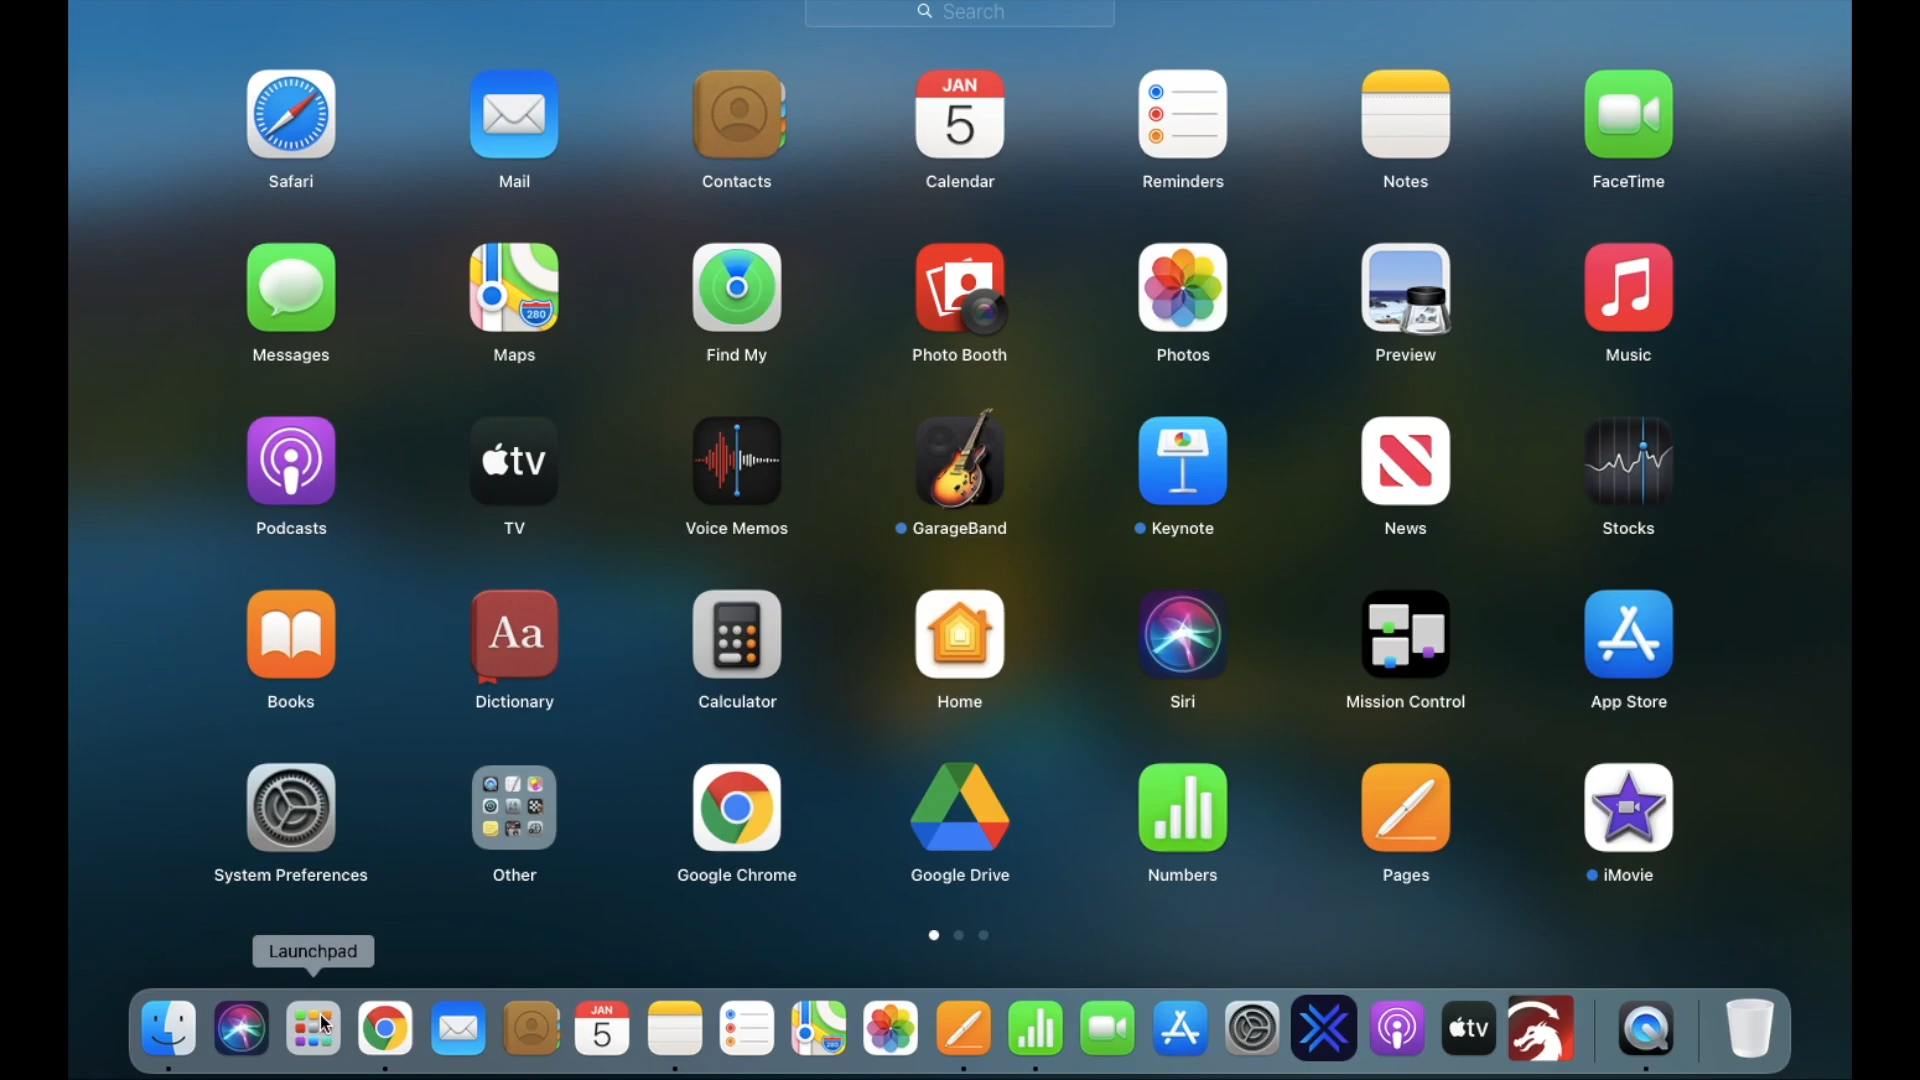 Search
JAN
5
Safari
Mail
Contacts
Calendar
Reminders
Notes
FaceTime
280
Messages
Maps
Find My
Photo Booth
Photos
Preview
Music
tv
Podcasts
TV
Voice Memos
GarageBand
Keynote
News
Stocks
Aa
Books
Dictionary
Calculator
Home
Siri
Mission Control
App Store
System Preferences
Other
Google Chrome
Google Drive
Numbers
Pages
iMovie
Launchpad
JAN
5
280
tv